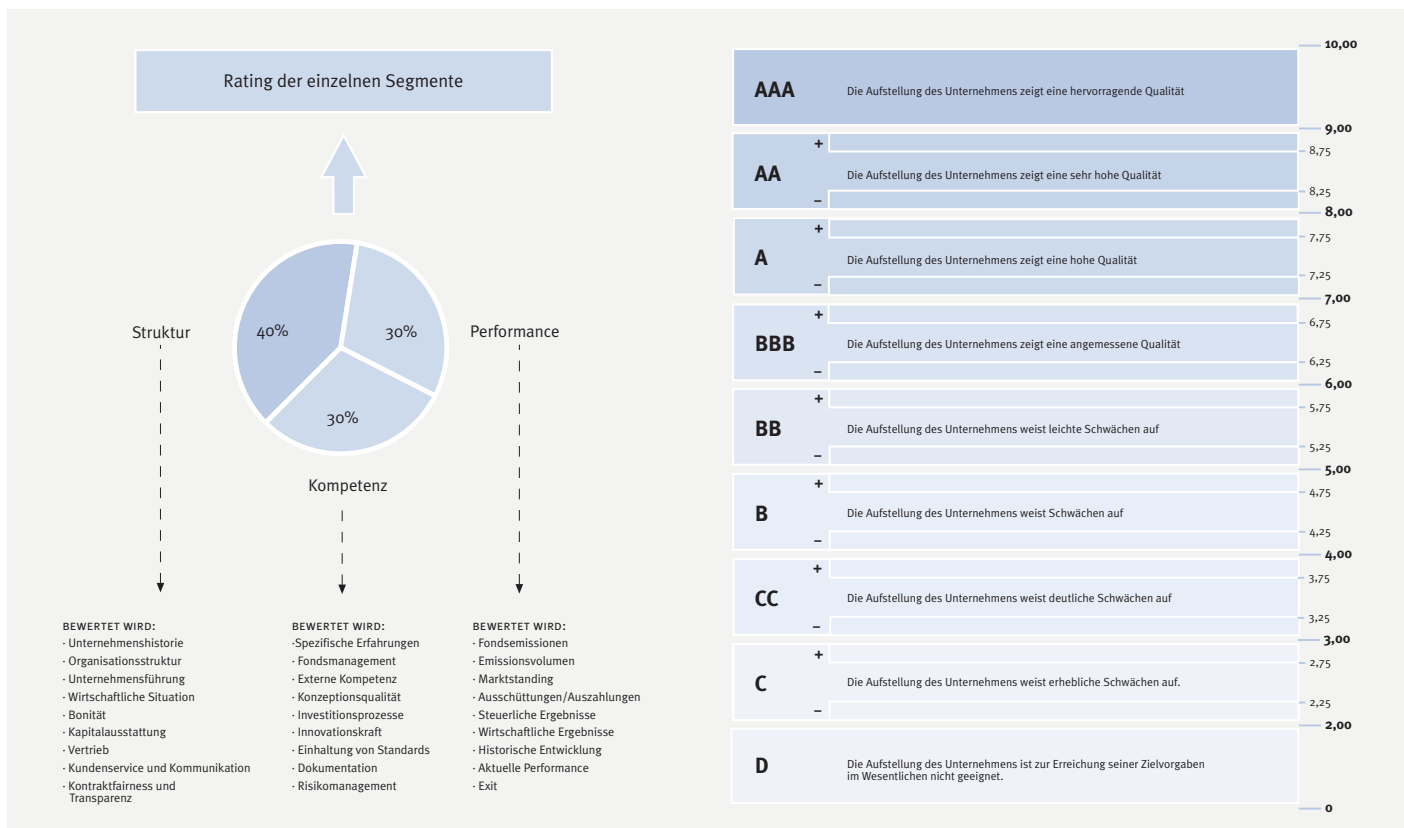 Rating der einzelnen Segmente
40%
30%
30%
Struktur
Performance
Kompetenz
BEWERTET WIRD:
· Unternehmenshistorie
· Organisationsstruktur
· Unternehmensführung
· Wirtschaftliche Situation
· Bonität
· Kapitalausstattung
· Vertrieb
· Kundenservice und Kommunikation
· Kontraktfairness und
Transparenz
BEWERTET WIRD:
·Spezifische Erfahrungen
· Fondsmanagement
· Externe Kompetenz
· Konzeptionsqualität
· Investitionsprozesse
· Innovationskraft
· Einhaltung von Standards
· Dokumentation
· Risikomanagement
BEWERTET WIRD:
· Fondsemissionen
· Emissionsvolumen
· Marktstanding
· Ausschüttungen/Auszahlungen
· Steuerliche Ergebnisse
· Wirtschaftliche Ergebnisse
· Historische Entwicklung
· Aktuelle Performance
· Exit
10,00
AAA Die Aufstellung des Unternehmens zeigt eine hervorragende Qualität
9,00
+ 8,75
AA Die Aufstellung des Unternehmens zeigt eine sehr hohe Qualität
– 8,25
8,00
+ 7,75
A Die Aufstellung des Unternehmens zeigt eine hohe Qualität
– 7,25
7,00
+ 6,75
BBB Die Aufstellung des Unternehmens zeigt eine angemessene Qualität
– 6,25
6,00
+ 5,75
BB Die Aufstellung des Unternehmens weist leichte Schwächen auf
– 5,25
5,00
+ 4,75
B Die Aufstellung des Unternehmens weist Schwächen auf
– 4,25
4,00
+ 3,75
CC Die Aufstellung des Unternehmens weist deutliche Schwächen auf
– 3,25
3,00
+ 2,75
C Die Aufstellung des Unternehmens weist erhebliche Schwächen auf.
– 2,25
2,00
D Die Aufstellung des Unternehmens ist zur Erreichung seiner Zielvorgaben
im Wesentlichen nicht geeignet.
0